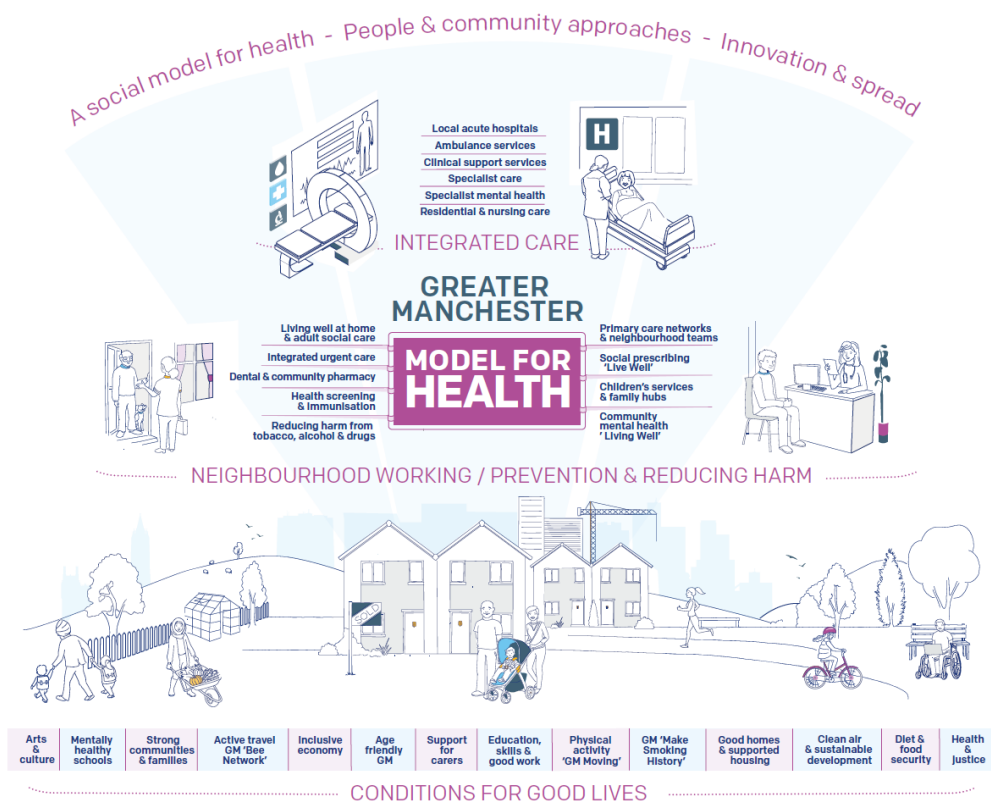 A social model for health - People & community approaches - Innovation & spread
H
Local acute hospitals
Ambulance services
Clinical support services
Specialist care
Specialist mental health
Residential & nursing care
INTEGRATED CARE
GREATER
MANCHESTER
MODEL FOR
HEALTH
Living well at home
& adult social care
Integrated urgent care
Dental & community pharmacy
Health screening
& immunisation
Reducing harm from
tobacco, alcohol & drugs
Primary care networks
& neighbourhood teams
Social prescribing
'Live Well'
Children's services
& family hubs
Community
mental health
' Living Well'
NEIGHBOURHOOD WORKING / PREVENTION & REDUCING HARM
SOLD
Arts
&
culture
Mentally
healthy
schools
Strong
communities
& families
Active travel
GM 'Bee
Network'
Inclusive
economy
Age
friendly
GM
Support
for
carers
Education,
skills &
good work
Physical
activity
'GM Moving'
GM 'Make
Smoking
History'
Good homes
& supported
housing
Clean air
& sustainable
development
Diet &
food
security
Health
&
justice
CONDITIONS FOR GOOD LIVES